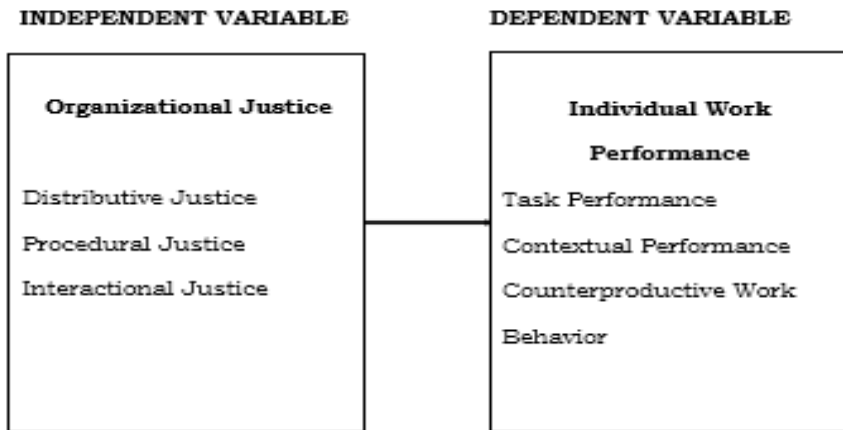 INDEPENDENT VARIABLE
Organizational Justice
Distributive Justice
Procedural Justice
Interactional Justice
DEPENDENT VARIABLE
Individual Work
Performance
Task Performance
Contextual Performance
Counterproductive Work
Behavior